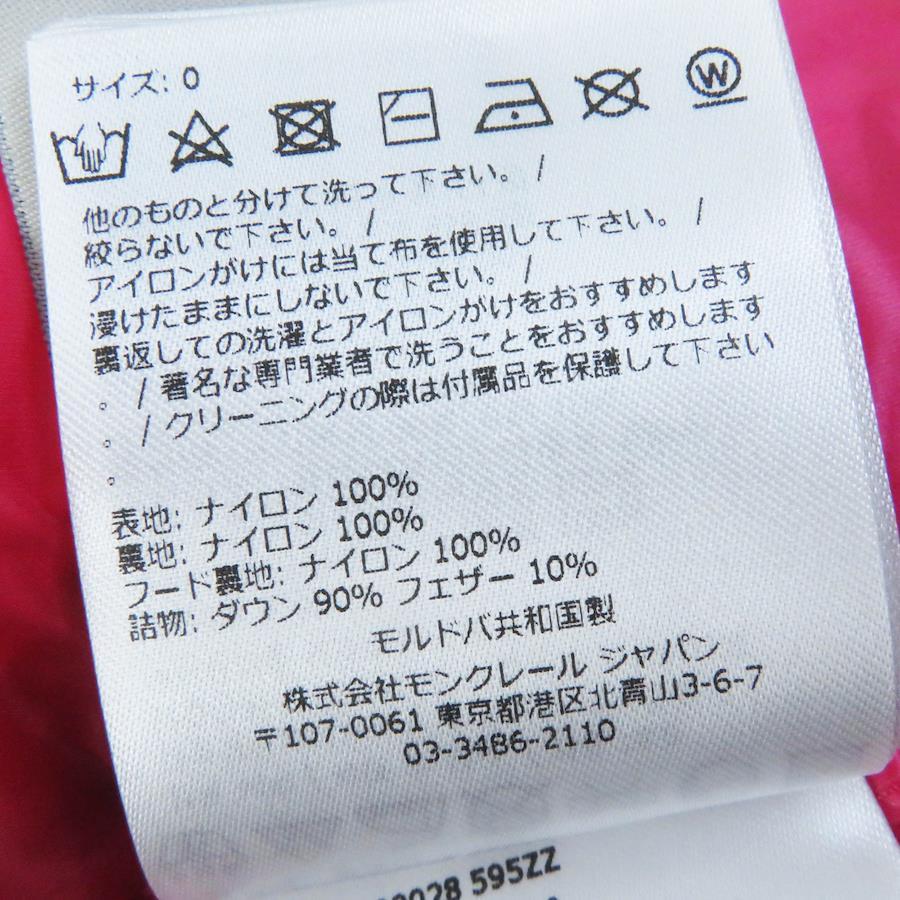 サイズ: 0
W
他のものと分けて洗って下さい。 /
絞らないで下さい。 /
アイロンがけには当て布を使用して下さい。 /
浸けたままにしないで下さい。 /
裏返しての洗濯とアイロンがけをおすすめします
。 / 著名な専門業者で洗うことをおすすめします
。 / クリーニングの際は付属品を保護して下さい
。
表地: ナイロン 100%
裏地: ナイロン 100%
フード裏地: ナイロン 100%
詰物: ダウン 90% フェザー 10%
モルドバ共和国製
株式会社モンクレール ジャパン
〒107-0061 東京都港区北青山3-6-7
03-3486-2110
595ZZ